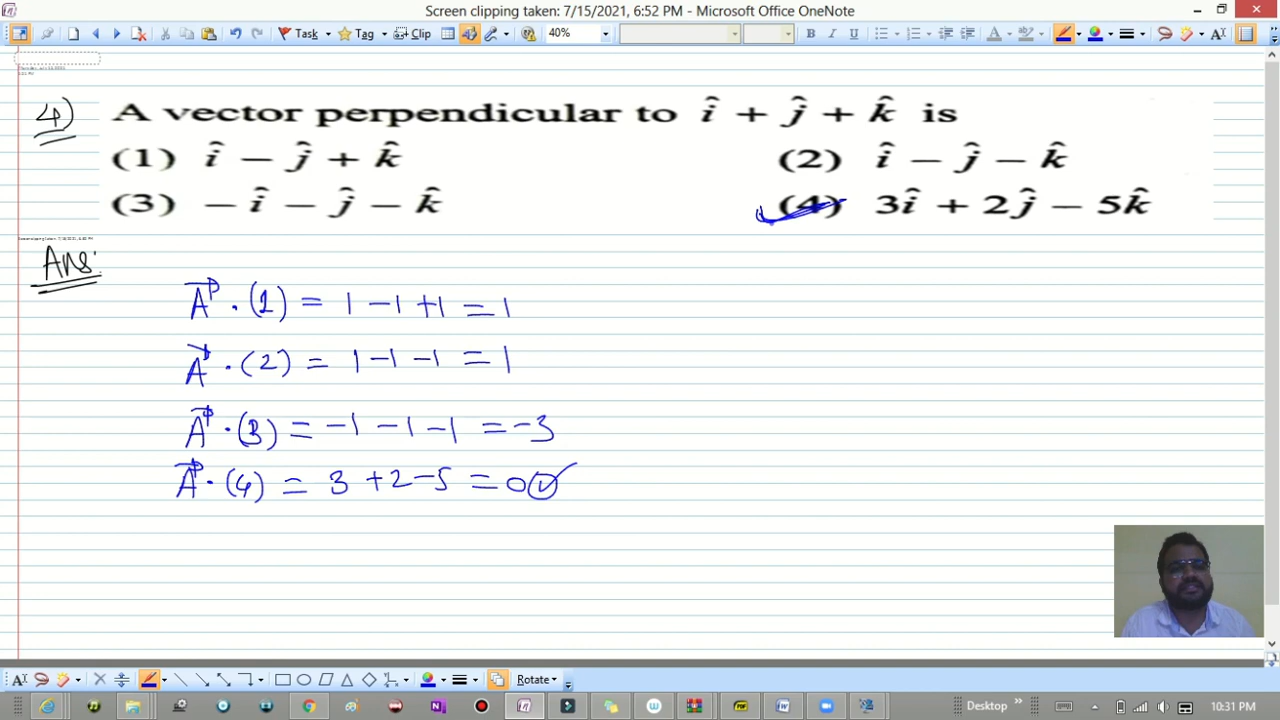 Screen clipping taken: 7/15/2021, 6:52 PM - Microsoft Office OneNote
Task Tag Clip 40% B I U
4) A vector perpendicular to î + ĵ + k̂ is
(1) î − ĵ + k̂ (2) î − ĵ − k̂
(3) − î − ĵ − k̂ (4) 3î + 2ĵ − 5k̂
Ans:
A⃗ · (1) = 1 − 1 + 1 = 1
A⃗ · (2) = 1 − 1 − 1 = 1
A⃗ · (3) = −1 − 1 − 1 = −3
A⃗ · (4) = 3 + 2 − 5 = 0 ✓
Rotate
Desktop » 10:31 PM